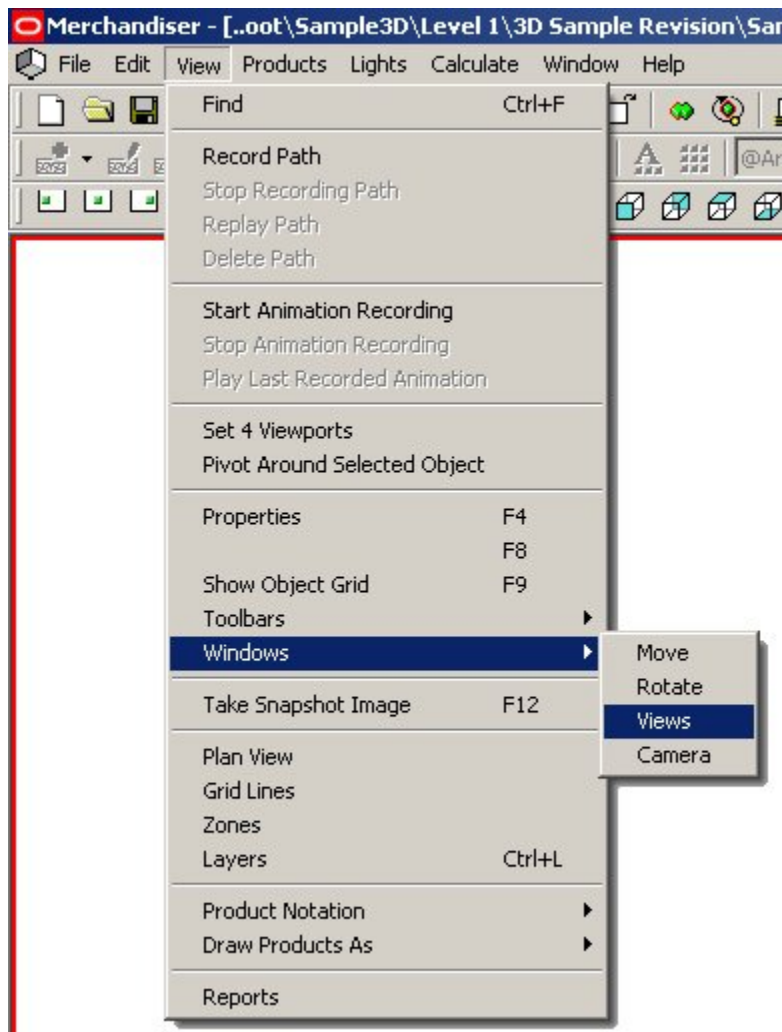 Merchandiser - [..oot\Sample3D\Level 1\3D Sample Revision\Sar
File Edit View Products Lights Calculate Window Help
Find Ctrl+F
Record Path
Stop Recording Path
Replay Path
Delete Path
Start Animation Recording
Stop Animation Recording
Play Last Recorded Animation
Set 4 Viewports
Pivot Around Selected Object
Properties F4
F8
Show Object Grid F9
Toolbars
Windows
Move
Rotate
Views
Camera
Take Snapshot Image F12
Plan View
Grid Lines
Zones
Layers Ctrl+L
Product Notation
Draw Products As
Reports
A
@Ar